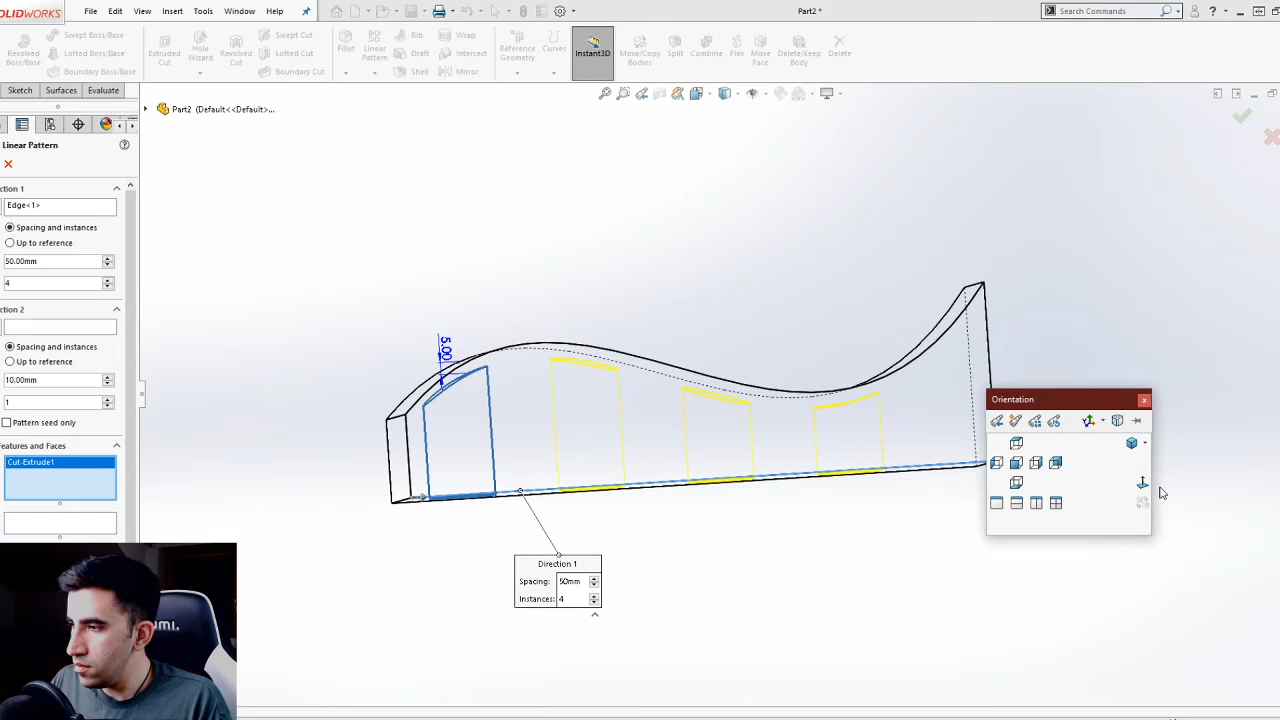 SOLIDWORKS File Edit View Insert Tools Window Help Part2 * Search Commands ?
Revolved Boss/Base Swept Boss/Base Lofted Boss/Base Boundary Boss/Base Extruded Cut Hole Wizard Revolved Cut Swept Cut Lofted Cut Boundary Cut Fillet Linear Pattern Rib Draft Shell Wrap Intersect Mirror Reference Geometry Curves Instant3D Move/Copy Bodies Split Combine Flex Move Face Delete/Keep Body Delete
Sketch Surfaces Evaluate
Part2 (Default<<Default>...
Linear Pattern
ction 1
Edge<1>
Spacing and instances
Up to reference
50.00mm
4
ction 2
Spacing and instances
Up to reference
10.00mm
1
Pattern seed only
eatures and Faces
Cut-Extrude1
5.00
Direction 1
Spacing: 50mm
Instances: 4
Orientation
x
UMI.